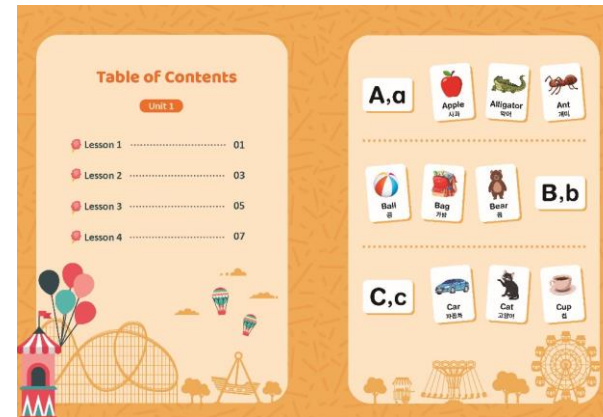 Table of Contents
Unit 1
Lesson 1 ............................ 01
Lesson 2 ............................ 03
Lesson 3 ............................ 05
Lesson 4 ............................ 07
A,a
Apple
사과
Alligator
악어
Ant
개미
Ball
공
Bag
가방
Bear
곰
B,b
C,c
Car
자동차
Cat
고양이
Cup
컵